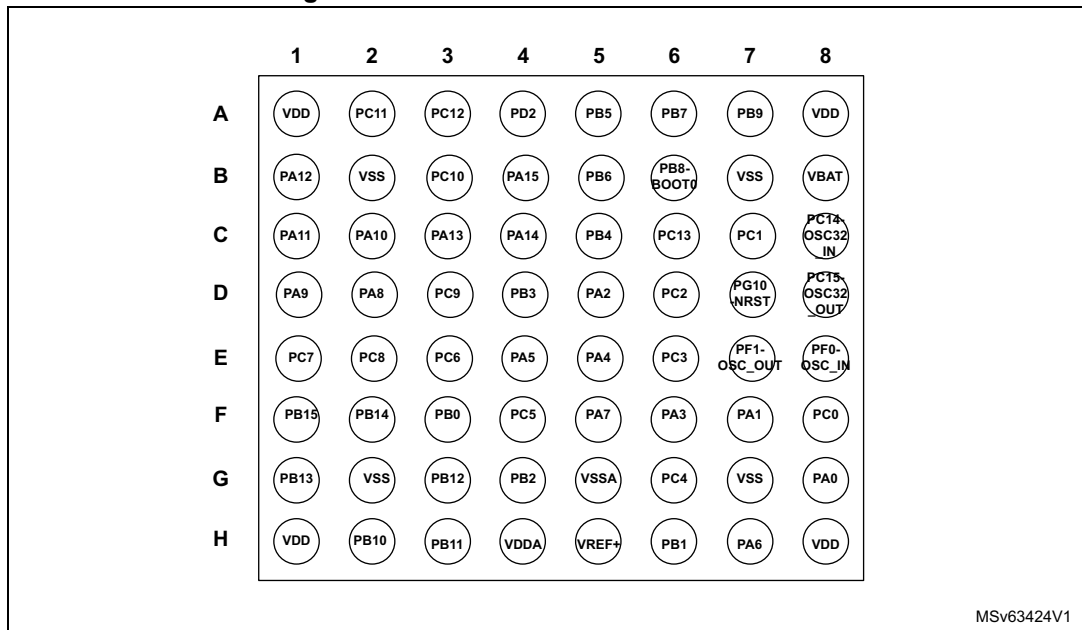 1 2 3 4 5 6 7 8
A VDD PC11 PC12 PD2 PB5 PB7 PB9 VDD
B PA12 VSS PC10 PA15 PB6 PB8-
BOOT0 VSS VBAT
C PA11 PA10 PA13 PA14 PB4 PC13 PC1 PC14-
OSC32
_IN
D PA9 PA8 PC9 PB3 PA2 PC2 PG10
-NRST PC15-
OSC32
_OUT
E PC7 PC8 PC6 PA5 PA4 PC3 PF1-
OSC_OUT PF0-
OSC_IN
F PB15 PB14 PB0 PC5 PA7 PA3 PA1 PC0
G PB13 VSS PB12 PB2 VSSA PC4 VSS PA0
H VDD PB10 PB11 VDDA VREF+ PB1 PA6 VDD
MSv63424V1